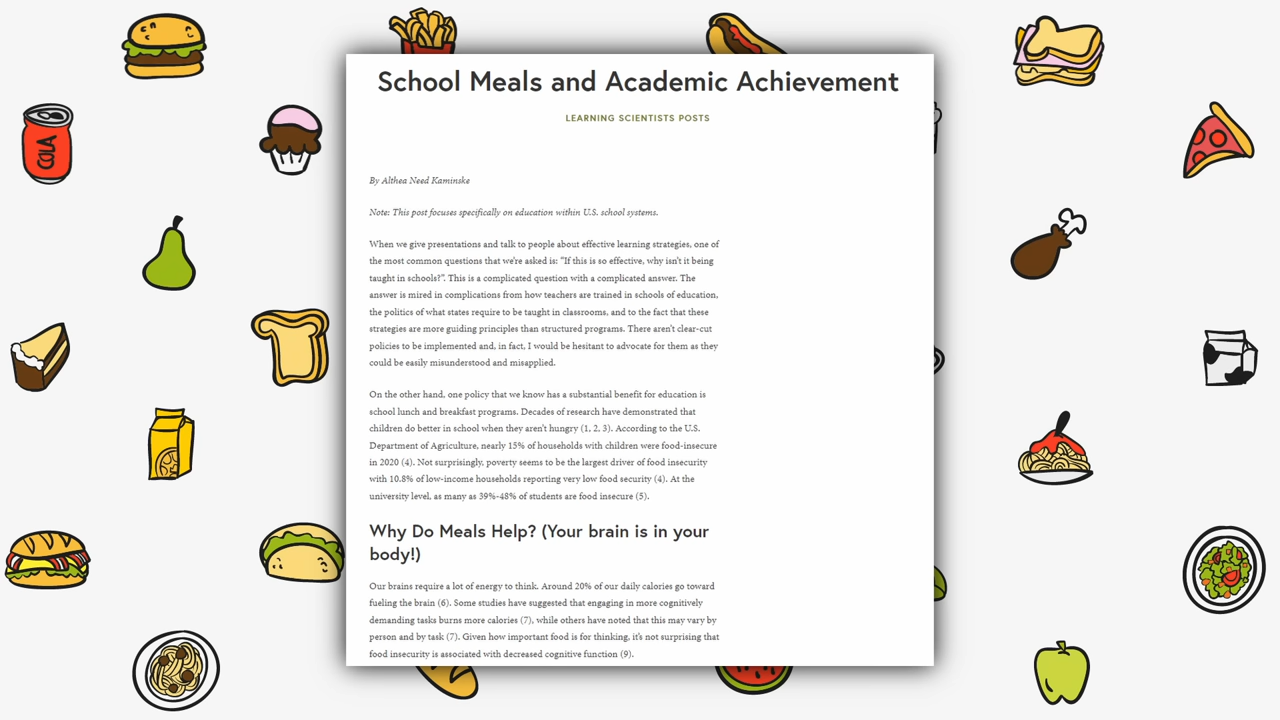 School Meals and Academic Achievement
LEARNING SCIENTISTS POSTS
By Althea Need Kaminske
Note: This post focuses specifically on education within U.S. school systems.
When we give presentations and talk to people about effective learning strategies, one of
the most common questions that we're asked is: "If this is so effective, why isn't it being
taught in schools?". This is a complicated question with a complicated answer. The
answer is mired in complications from how teachers are trained in schools of education,
the politics of what states require to be taught in classrooms, and to the fact that these
strategies are more guiding principles than structured programs. There aren't clear-cut
policies to be implemented and, in fact, I would be hesitant to advocate for them as they
could be easily misunderstood and misapplied.
On the other hand, one policy that we know has a substantial benefit for education is
school lunch and breakfast programs. Decades of research have demonstrated that
children do better in school when they aren't hungry (1, 2, 3). According to the U.S.
Department of Agriculture, nearly 15% of households with children were food-insecure
in 2020 (4). Not surprisingly, poverty seems to be the largest driver of food insecurity
with 10.8% of low-income households reporting very low food security (4). At the
university level, as many as 39%-48% of students are food insecure (5).
Why Do Meals Help? (Your brain is in your
body!)
Our brains require a lot of energy to think. Around 20% of our daily calories go toward
fueling the brain (6). Some studies have suggested that engaging in more cognitively
demanding tasks burns more calories (7), while others have noted that this may vary by
person and by task (7). Given how important food is for thinking, it's not surprising that
food insecurity is associated with decreased cognitive function (9).
COLA